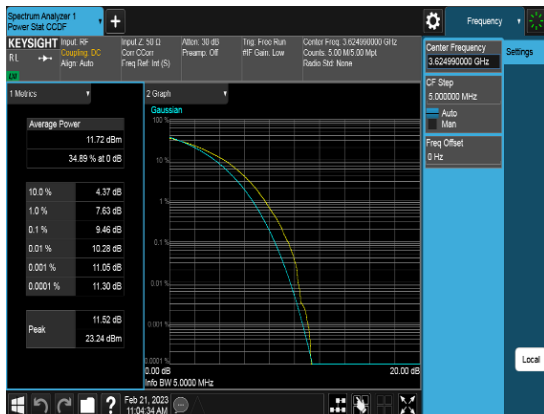 Spectrum Analyzer 1
Power Stat CCDF
+
Frequency
KEYSIGHT
RL
LXI
Input: RF
Coupling: DC
Align: Auto
Input Z: 50 Ω
Corr CCorr
Freq Ref: Int (S)
Atten: 30 dB
Preamp: Off
Trig: Free Run
#IF Gain: Low
Center Freq: 3.624990000 GHz
Counts: 5.00 M/5.00 Mpt
Radio Std: None
Center Frequency
3.624990000 GHz
Settings
CF Step
5.000000 MHz
Auto
Man
Freq Offset
0 Hz
1 Metrics
Average Power
11.72 dBm
34.89 % at 0 dB
10.0 % 4.37 dB
1.0 % 7.63 dB
0.1 % 9.46 dB
0.01 % 10.28 dB
0.001 % 11.05 dB
0.0001 % 11.30 dB
Peak
11.52 dB
23.24 dBm
2 Graph
Gaussian
100 %
10 %
1 %
0.1 %
0.01 %
0.001 %
0.0001 %
0.00 dB 20.00 dB
Info BW 5.0000 MHz
Local
?
Feb 21, 2023
11:04:34 AM